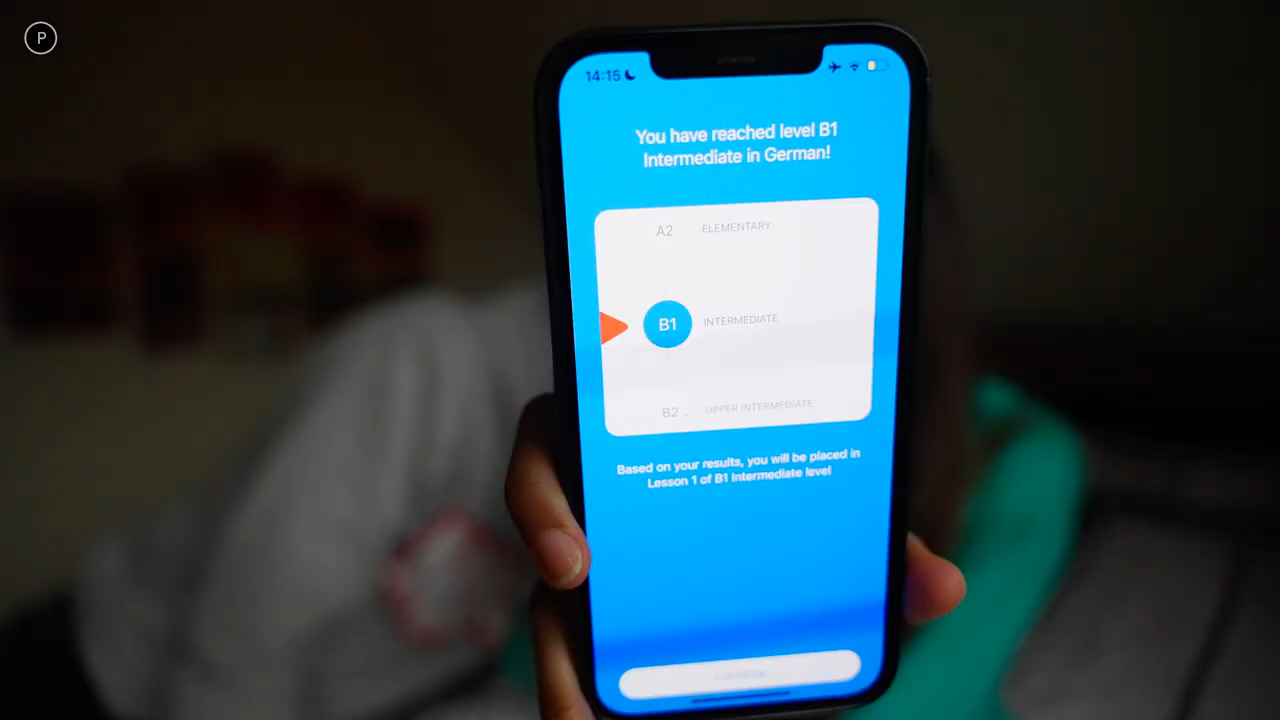 P
14:15
You have reached level B1
Intermediate in German!
A2 ELEMENTARY
B1 INTERMEDIATE
B2 UPPER INTERMEDIATE
Based on your results, you will be placed in
Lesson 1 of B1 Intermediate level